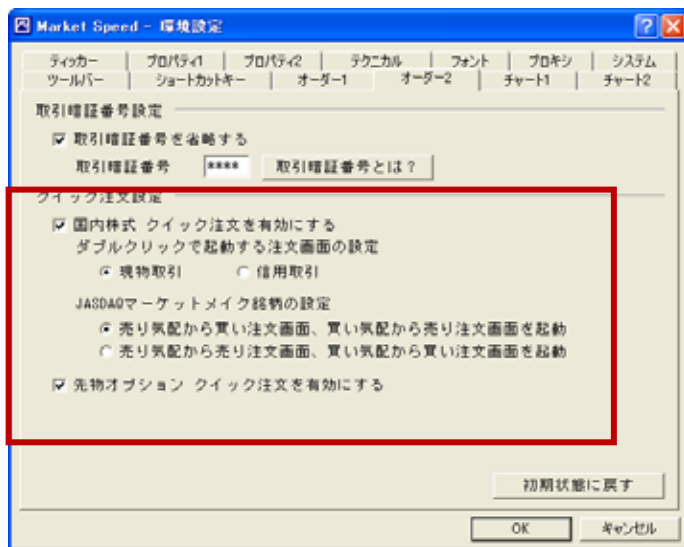 Market Speed - 環境設定
ティッカー プロパティ1 プロパティ2 テクニカル フォント プロキシ システム
ツールバー ショートカットキー オーダー1 オーダー2 チャート1 チャート2
取引暗証番号設定
取引暗証番号を省略する
取引暗証番号 **** 取引暗証番号とは?
クイック注文設定
国内株式 クイック注文を有効にする
ダブルクリックで起動する注文画面の設定
現物取引 信用取引
JASDAQマーケットメイク銘柄の設定
売り気配から買い注文画面、買い気配から売り注文画面を起動
売り気配から売り注文画面、買い気配から買い注文画面を起動
先物オプション クイック注文を有効にする
初期状態に戻す
OK キャンセル